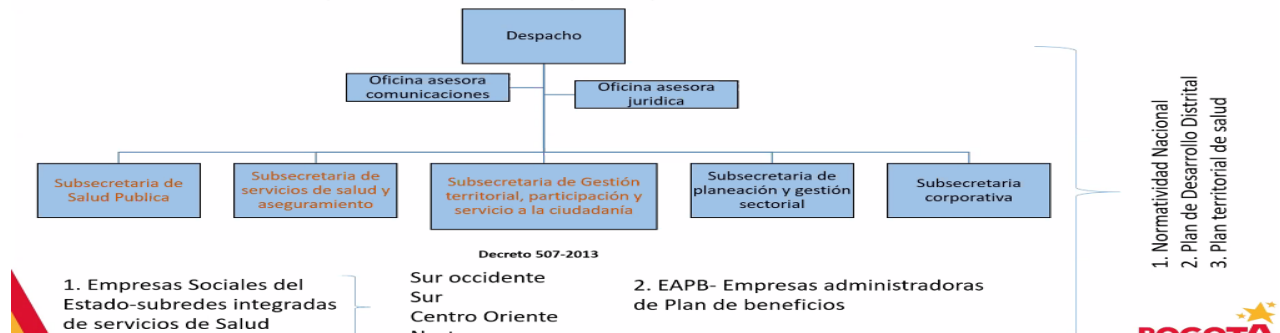 Despacho
Oficina asesora
comunicaciones
Oficina asesora
juridica
Subsecretaria de
Salud Publica
Subsecretaria de
servicios de salud y
aseguramiento
Subsecretaria de Gestión
territorial, participación y
servicio a la ciudadanía
Subsecretaria de
planeación y gestión
sectorial
Subsecretaria
corporativa
1. Normatividad Nacional
2. Plan de Desarrollo Distrital
3. Plan territorial de salud
Decreto 507-2013
1. Empresas Sociales del
Estado-subredes integradas
de servicios de Salud
Sur occidente
Sur
Centro Oriente
2. EAPB- Empresas administradoras
de Plan de beneficios
BOGOTÁ